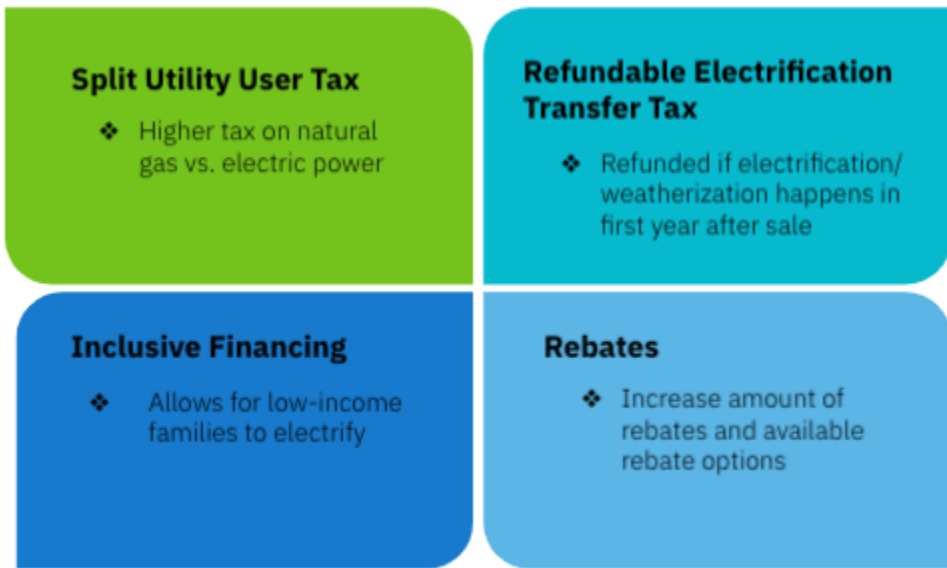 Split Utility User Tax
❖ Higher tax on natural
gas vs. electric power
Refundable Electrification
Transfer Tax
❖ Refunded if electrification/
weatherization happens in
first year after sale
Inclusive Financing
❖ Allows for low-income
families to electrify
Rebates
❖ Increase amount of
rebates and available
rebate options